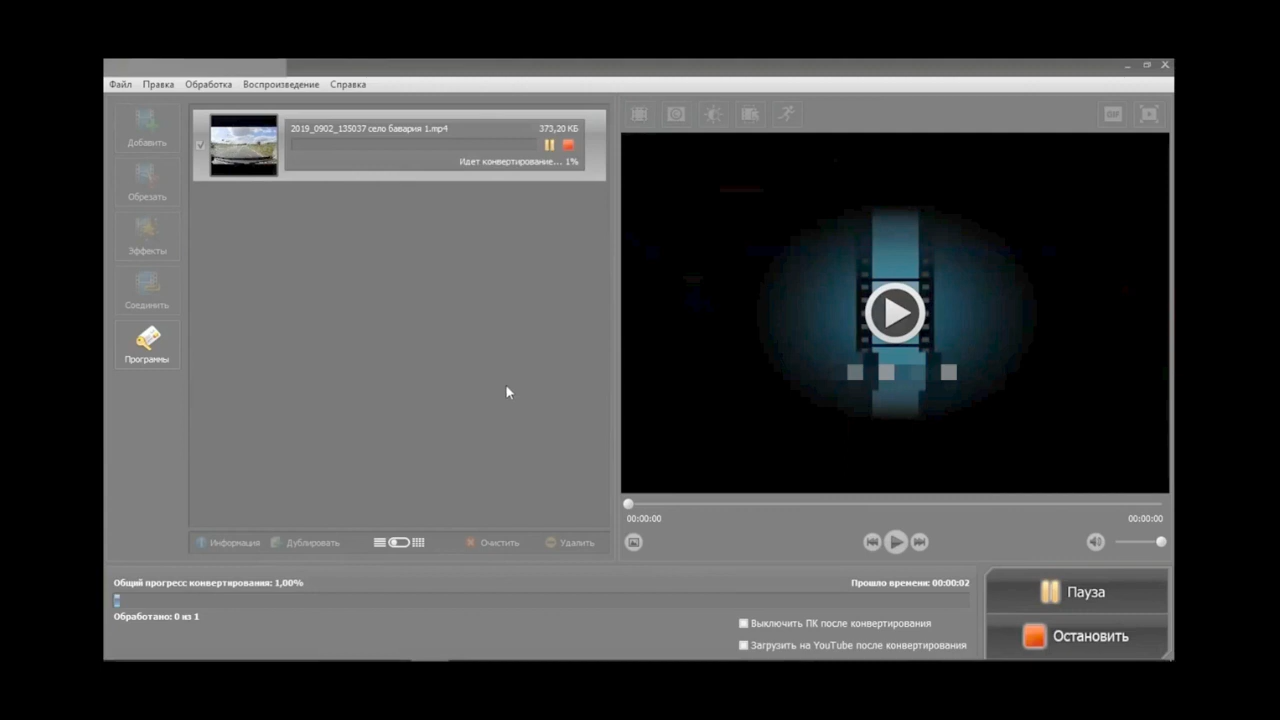 Файл Правка Обработка Воспроизведение Справка
Добавить
Обрезать
Эффекты
Соединить
Программы
2019_0902_135037 село бавария 1.mp4 373,20 КБ
Идет конвертирование... 1%
GIF
00:00:00 00:00:00
Информация Дублировать Очистить Удалить
Общий прогресс конвертирования: 1,00% Прошло времени: 00:00:02
Обработано: 0 из 1
Выключить ПК после конвертирования
Загрузить на YouTube после конвертирования
Пауза
Остановить